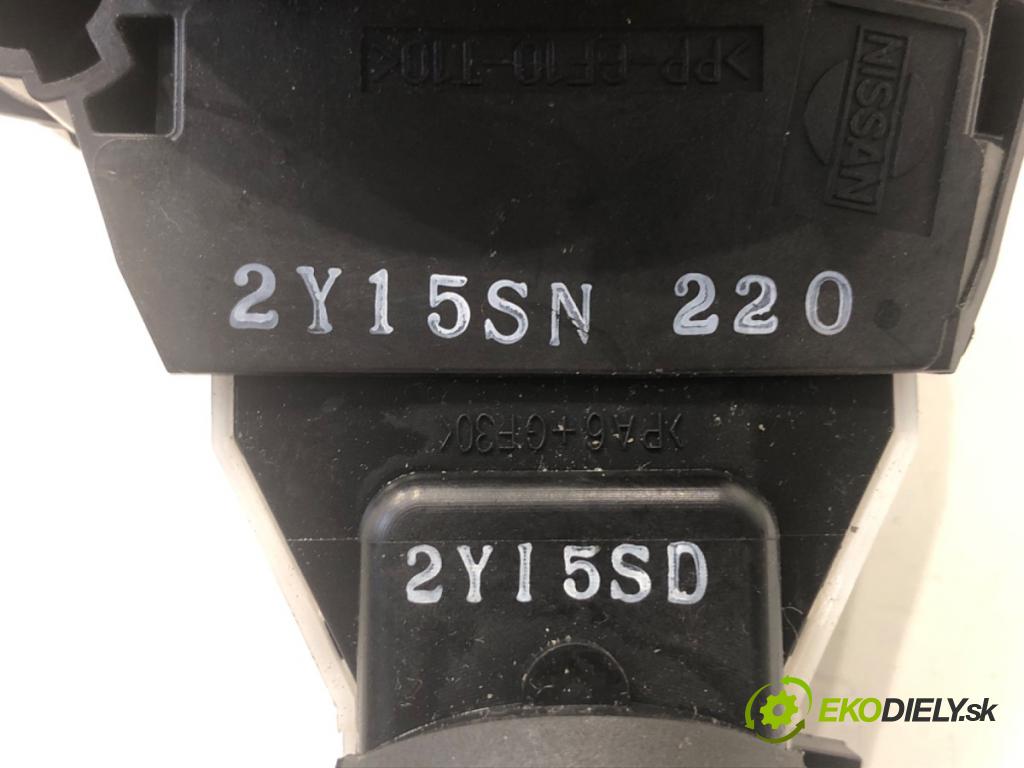 >PP-GF10-T10<
NISSAN
2Y15SN 220
>PA6+GF30<
2Y15SD
EKODIELY.sk